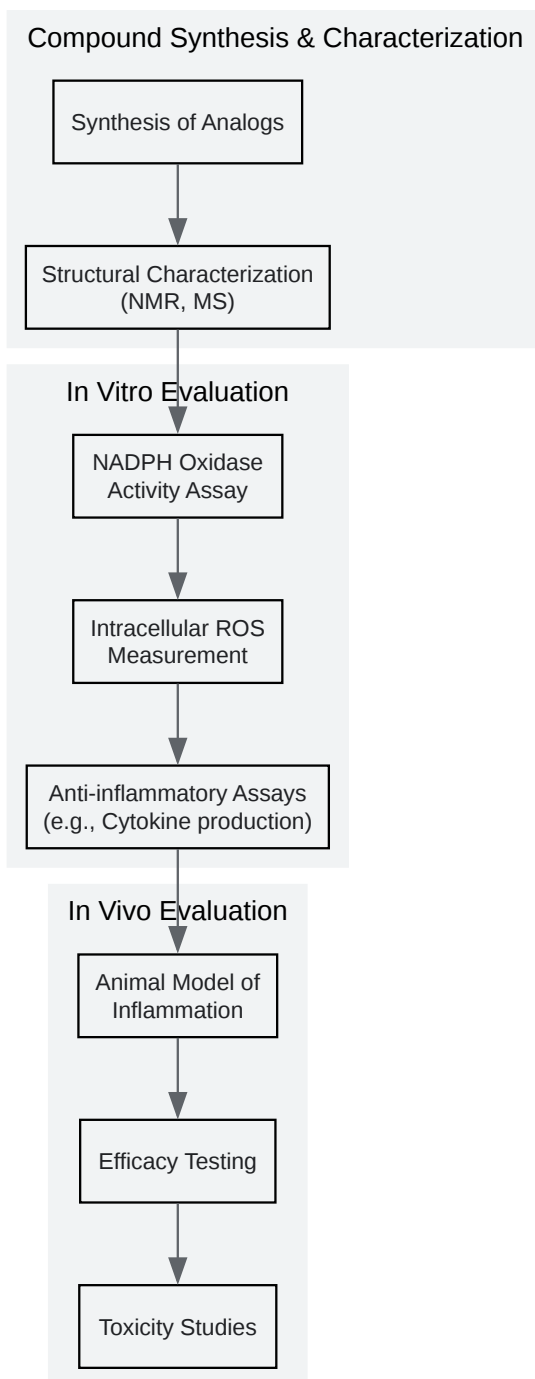 Compound Synthesis & Characterization
Synthesis of Analogs
Structural Characterization
(NMR, MS)
In Vitro Evaluation
NADPH Oxidase
Activity Assay
Intracellular ROS
Measurement
Anti-inflammatory Assays
(e.g., Cytokine production)
In Vivo Evaluation
Animal Model of
Inflammation
Efficacy Testing
Toxicity Studies